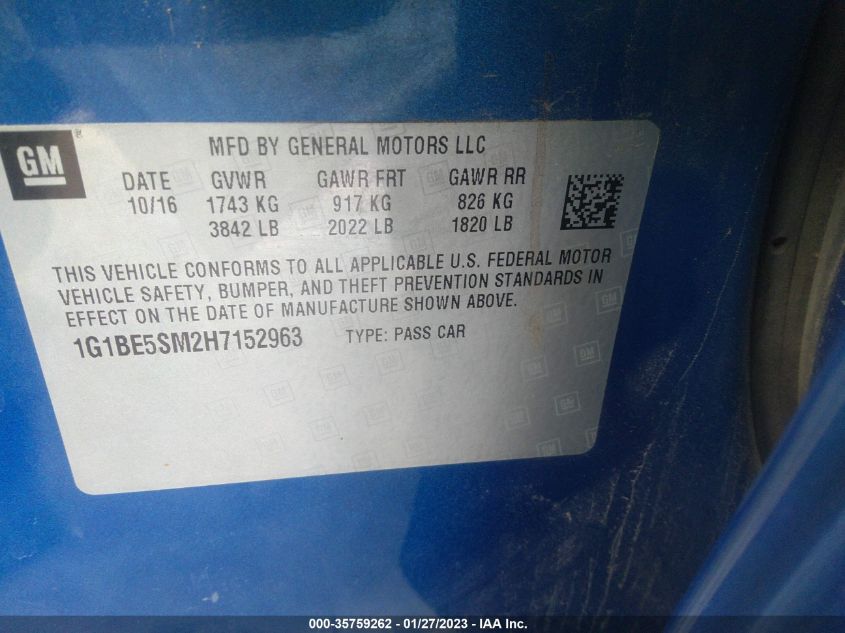 GM
MFD BY GENERAL MOTORS LLC
DATE GVWR GAWR FRT GAWR RR
10/16 1743 KG 917 KG 826 KG
3842 LB 2022 LB 1820 LB
THIS VEHICLE CONFORMS TO ALL APPLICABLE U.S. FEDERAL MOTOR
VEHICLE SAFETY, BUMPER, AND THEFT PREVENTION STANDARDS IN
EFFECT ON THE DATE OF MANUFACTURE SHOWN ABOVE.
1G1BE5SM2H7152963 TYPE: PASS CAR
000-35759262 - 01/27/2023 - IAA Inc.